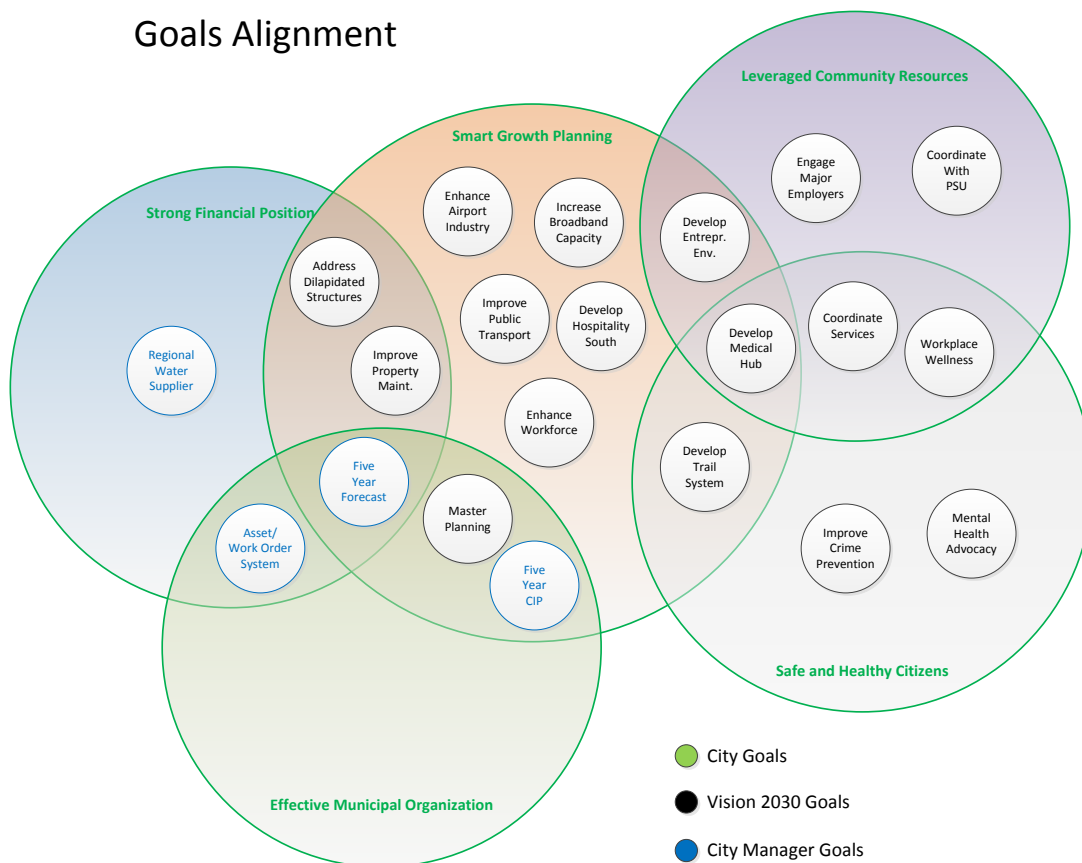 Goals Alignment
Leveraged Community Resources
Smart Growth Planning
Strong Financial Position
Engage
Major
Employers
Coordinate
With
PSU
Enhance
Airport
Industry
Increase
Broadband
Capacity
Develop
Entrepr.
Env.
Address
Dilapidated
Structures
Improve
Public
Transport
Develop
Hospitality
South
Develop
Medical
Hub
Coordinate
Services
Workplace
Wellness
Regional
Water
Supplier
Improve
Property
Maint.
Enhance
Workforce
Develop
Trail
System
Five
Year
Forecast
Master
Planning
Asset/
Work Order
System
Five
Year
CIP
Improve
Crime
Prevention
Mental
Health
Advocacy
Safe and Healthy Citizens
Effective Municipal Organization
City Goals
Vision 2030 Goals
City Manager Goals